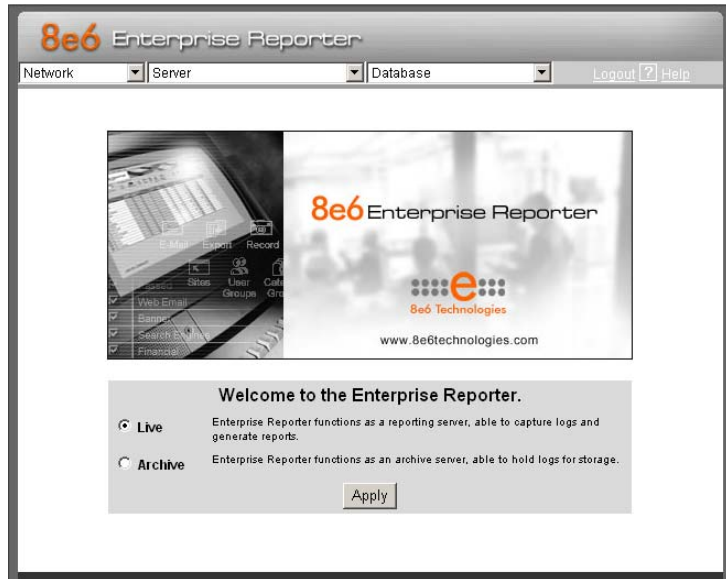 8e6 Enterprise Reporter
Network Server Database Logout ? Help
8e6 Enterprise Reporter
E-Mail Export Record
Sites User Groups
Web Email
Banner
Search Engines
Financial
e
8e6 Technologies
www.8e6technologies.com
Welcome to the Enterprise Reporter.
Live Enterprise Reporter functions as a reporting server, able to capture logs and
generate reports.
Archive Enterprise Reporter functions as an archive server, able to hold logs for storage.
Apply